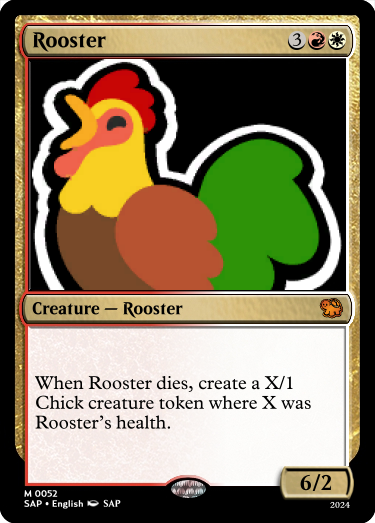 Rooster 3
Creature — Rooster
When Rooster dies, create a X/1
Chick creature token where X was
Rooster's health.
6/2
M 0052
SAP • English SAP
2024